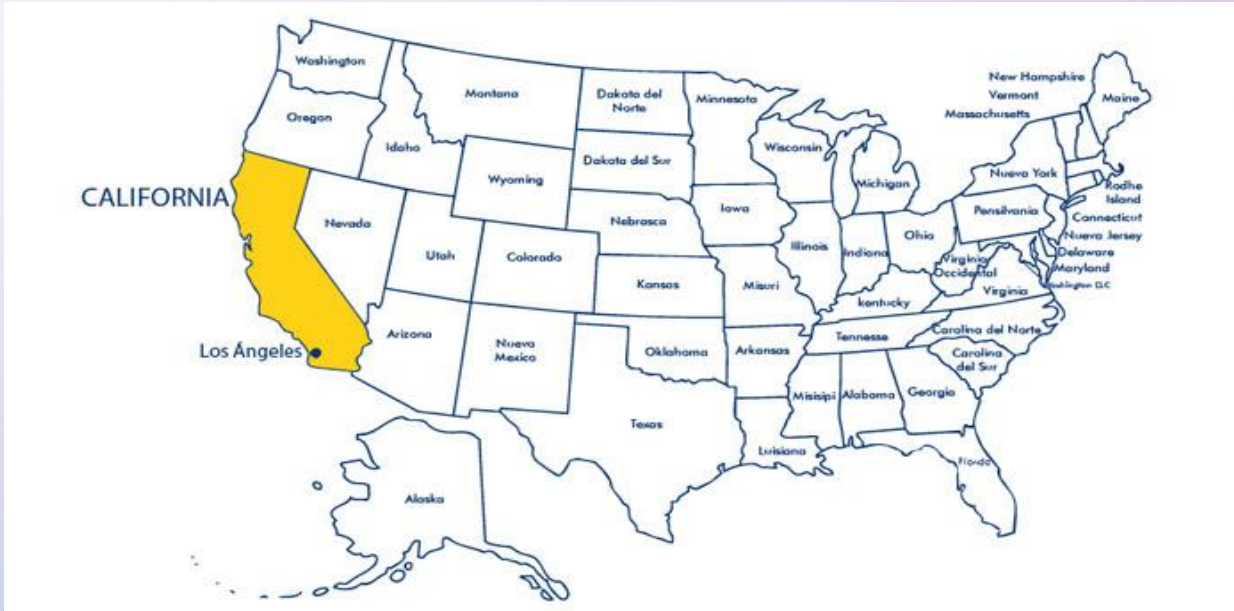 Washington
Montana
Dakota del
Norte
Minnesota
New Hampshire
Vermont
Massachusetts
Maine
Oregon
Idaho
Wisconsin
Dakota del Sur
Wyoming
Michigan
Nueva York
Rodhe
Island
CALIFORNIA
Nevada
Nebrasca
Iowa
Pensilvania
Connecticut
Nueva Jersey
Utah
Colorado
Illinois
Indiana
Ohio
Delaware
Maryland
Virginia
Occidental
Washington D.C
Kansas
Misuri
kentucky
Virginia
Los Ángeles
Arizona
Nueva
Mexico
Oklahoma
Arkansas
Tennesse
Carolina del Norte
Carolina
del Sur
Misisipi
Alabama
Georgia
Texas
Luisiana
Florida
Alaska